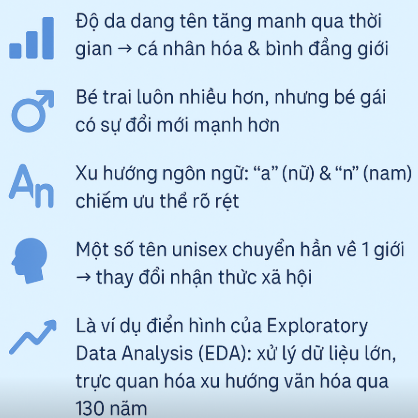 Độ da dang tên tăng manh qua thời
gian → cá nhân hóa & bình đẳng giới
Bé trai luôn nhiều hơn, nhưng bé gái
có sự đổi mới mạnh hơn
An
Xu hướng ngôn ngữ: “a” (nữ) & “n” (nam)
chiếm ưu thế rõ rệt
Một số tên unisex chuyển hẳn về 1 giới
→ thay đổi nhận thức xã hội
Là ví dụ điển hình của Exploratory
Data Analysis (EDA): xử lý dữ liệu lớn,
trực quan hóa xu hướng văn hóa qua
130 năm